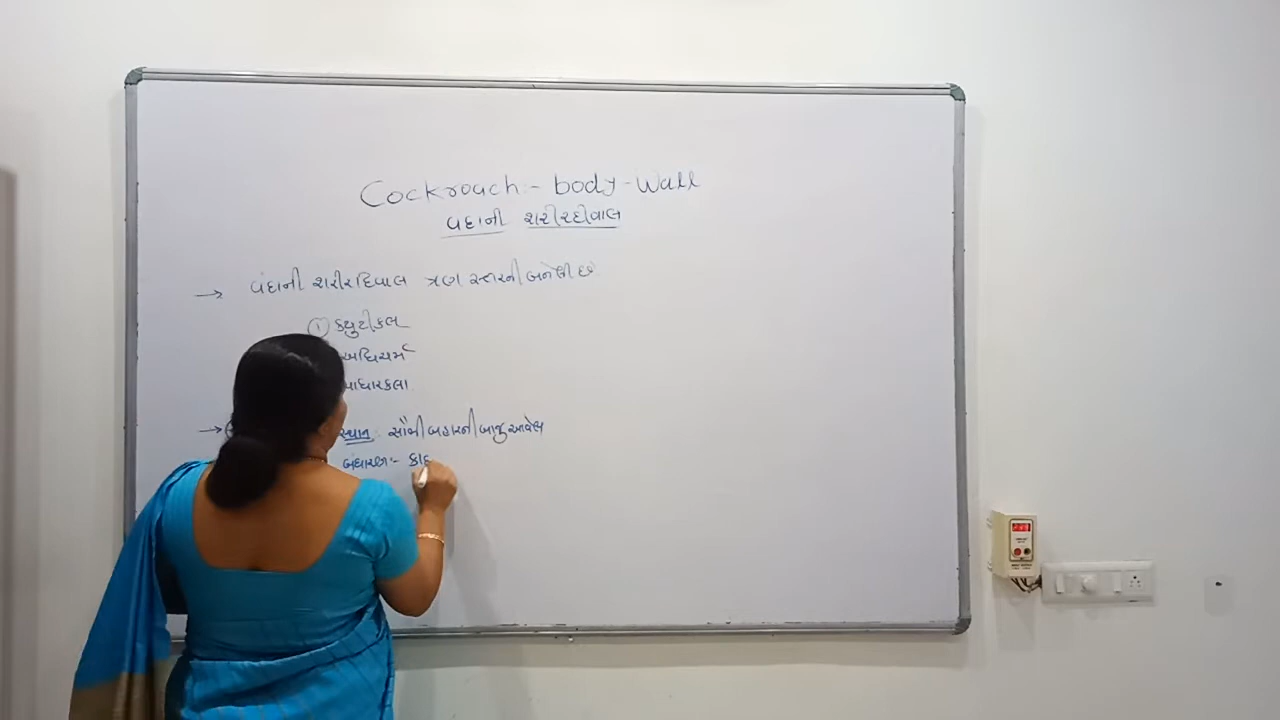 Cockroach:- body-wall
વંદાની શરીરદીવાલ
→ વંદાની શરીરદિવાલ ત્રણ સ્તરની બનેલી છે
① ક્યુટીકલ
અધિચર્મ
આધારકલા
→ સ્થાન: સૌથી બહારની બાજુ આવેલ
બંધારણ:-